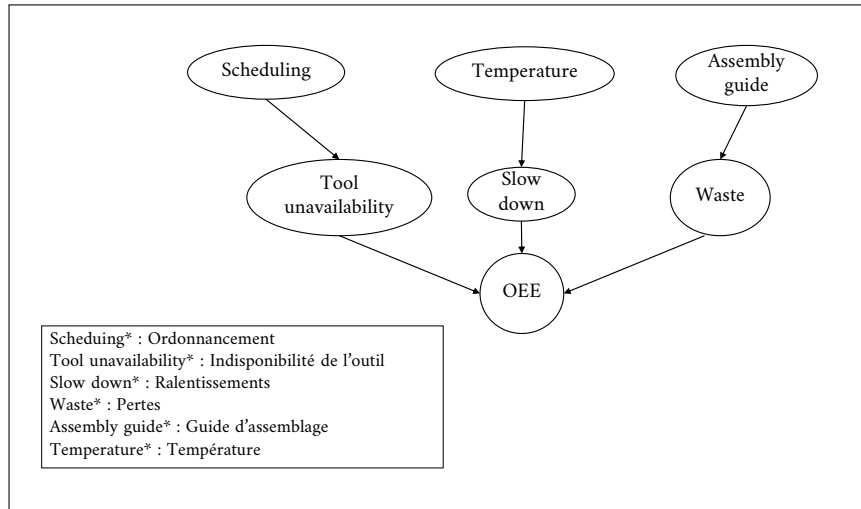 Scheduling
Temperature
Assembly
guide
Tool
unavailability
Slow
down
Waste
OEE
Scheduing* : Ordonnancement
Tool unavailability* : Indisponibilité de l’outil
Slow down* : Ralentissements
Waste* : Pertes
Assembly guide* : Guide d’assemblage
Temperature* : Température